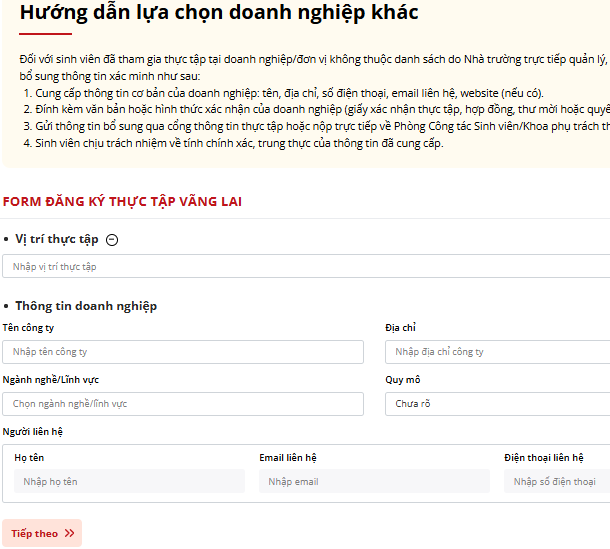 Hướng dẫn lựa chọn doanh nghiệp khác
Đối với sinh viên đã tham gia thực tập tại doanh nghiệp/đơn vị không thuộc danh sách do Nhà trường trực tiếp quản lý,
bổ sung thông tin xác minh như sau:
1. Cung cấp thông tin cơ bản của doanh nghiệp: tên, địa chỉ, số điện thoại, email liên hệ, website (nếu có).
2. Đính kèm văn bản hoặc hình thức xác nhận của doanh nghiệp (giấy xác nhận thực tập, hợp đồng, thư mời hoặc quyế
3. Gửi thông tin bổ sung qua cổng thông tin thực tập hoặc nộp trực tiếp về Phòng Công tác Sinh viên/Khoa phụ trách th
4. Sinh viên chịu trách nhiệm về tính chính xác, trung thực của thông tin đã cung cấp.
FORM ĐĂNG KÝ THỰC TẬP VÃNG LAI
• Vị trí thực tập
Nhập vị trí thực tập
• Thông tin doanh nghiệp
Tên công ty Địa chỉ
Nhập tên công ty Nhập địa chỉ công ty
Ngành nghề/Lĩnh vực Quy mô
Chọn ngành nghề/lĩnh vực Chưa rõ
Người liên hệ
Họ tên Email liên hệ Điện thoại liên hệ
Nhập họ tên Nhập email Nhập số điện thoại
Tiếp theo »